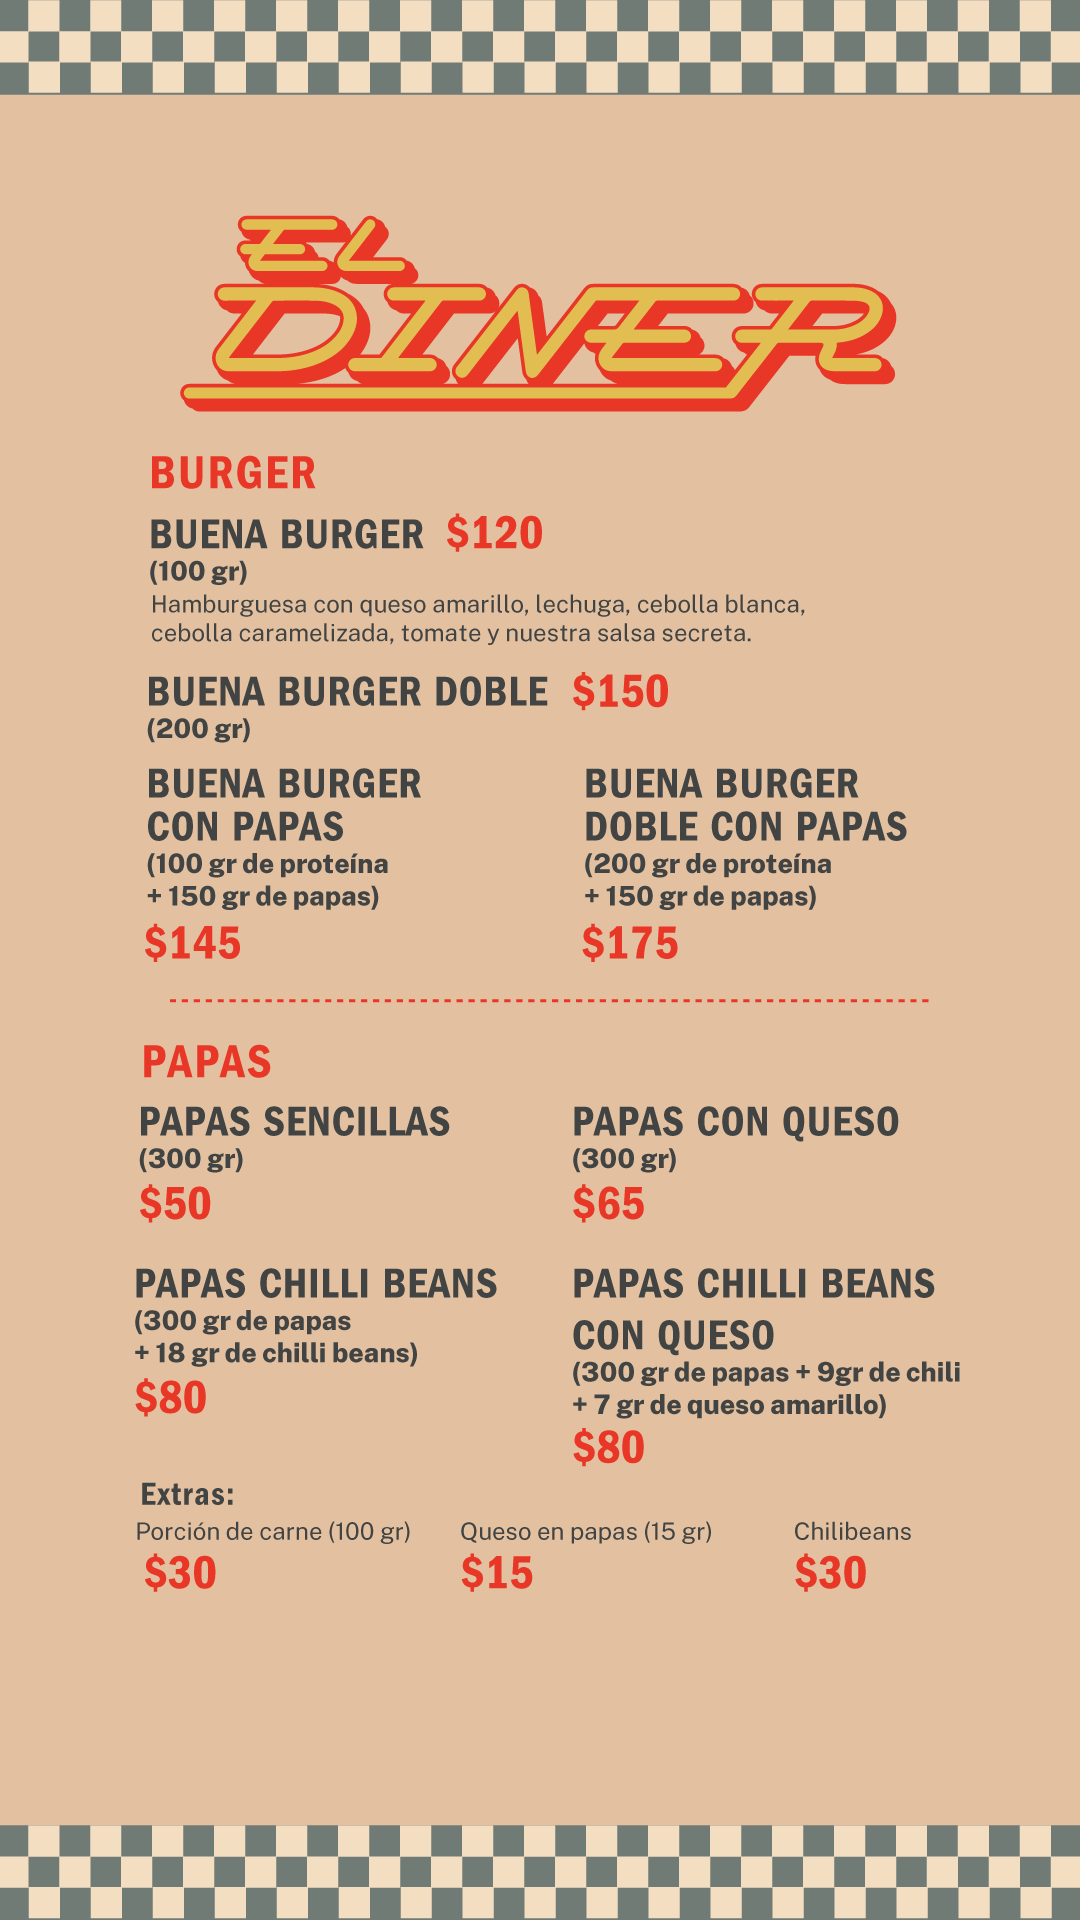 EL
DINER
BURGER
BUENA BURGER $120
(100 gr)
Hamburguesa con queso amarillo, lechuga, cebolla blanca,
cebolla caramelizada, tomate y nuestra salsa secreta.
BUENA BURGER DOBLE $150
(200 gr)
BUENA BURGER
CON PAPAS
(100 gr de proteína
+ 150 gr de papas)
$145
BUENA BURGER
DOBLE CON PAPAS
(200 gr de proteína
+ 150 gr de papas)
$175
PAPAS
PAPAS SENCILLAS
(300 gr)
$50
PAPAS CON QUESO
(300 gr)
$65
PAPAS CHILLI BEANS
(300 gr de papas
+ 18 gr de chilli beans)
$80
PAPAS CHILLI BEANS
CON QUESO
(300 gr de papas + 9gr de chili
+ 7 gr de queso amarillo)
$80
Extras:
Porción de carne (100 gr)
$30
Queso en papas (15 gr)
$15
Chilibeans
$30